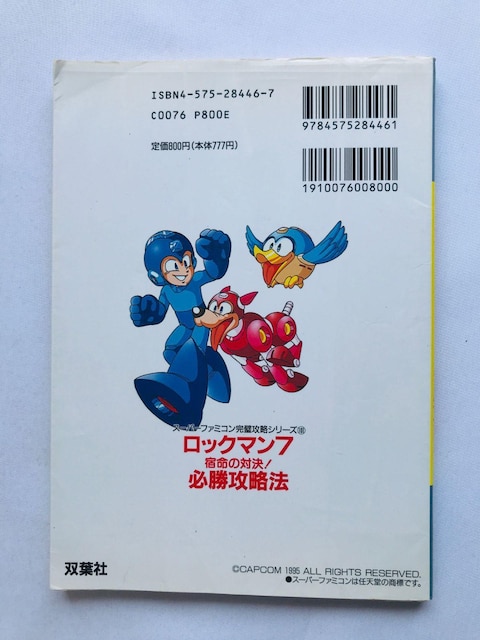 ISBN4-575-28446-7
C0076 P800E
定価800円(本体777円)
9784575284461
1910076008000
スーパーファミコン完璧攻略シリーズ
ロックマン7
宿命の対決!
必勝攻略法
双葉社
©CAPCOM 1995 ALL RIGHTS RESERVED.
●スーパーファミコンは任天堂の商標です。